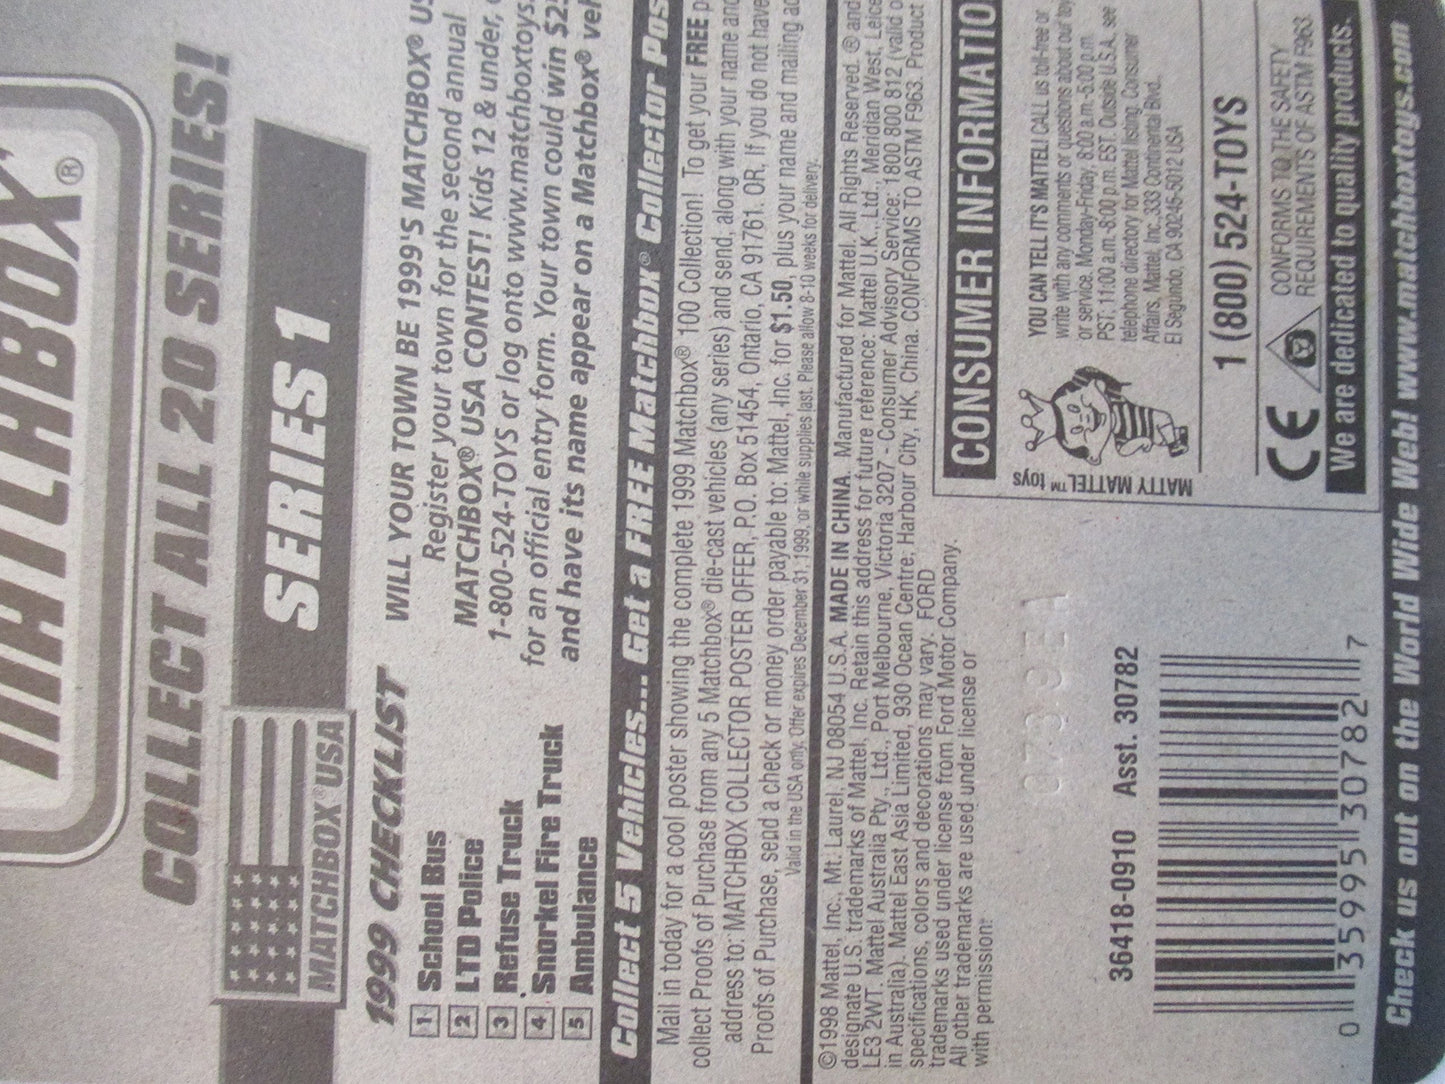 MATCHBOX®
COLLECT ALL 20 SERIES!
MATCHBOX® USA
SERIES 1
1999 CHECKLIST
1 School Bus
2 LTD Police
3 Refuse Truck
4 Snorkel Fire Truck
5 Ambulance
WILL YOUR TOWN BE 1999'S MATCHBOX®
Register your town for the second annual
MATCHBOX® USA CONTEST! Kids 12 & under,
1-800-524-TOYS or log onto www.matchboxtoys.
for an official entry form. Your town could win $25
and have its name appear on a Matchbox® veh
Collect 5 Vehicles... Get a FREE Matchbox® Collector Pos
Mail in today for a cool poster showing the complete 1999 Matchbox® 100 Collection! To get your FREE p
collect Proofs of Purchase from any 5 Matchbox® die-cast vehicles (any series) and send, along with your name and
address to: MATCHBOX COLLECTOR POSTER OFFER, P.O. Box 51454, Ontario, CA 91761. OR, If you do not have
Proofs of Purchase, send a check or money order payable to: Mattel, Inc. for $1.50, plus your name and mailing ad
Valid in the USA only. Offer expires December 31, 1999, or while supplies last. Please allow 8-10 weeks for delivery.
©1998 Mattel, Inc., Mt. Laurel, NJ 08054 U.S.A. MADE IN CHINA. Manufactured for Mattel. All Rights Reserved. ® and
designate U.S. trademarks of Mattel, Inc. Retain this address for future reference: Mattel U.K., Ltd., Meridian West, Leice
LE3 2WT. Mattel Australia Pty., Ltd., Port Melbourne, Victoria 3207 - Consumer Advisory Service: 1800 800 812 (valid o
in Australia). Mattel East Asia Limited, 930 Ocean Centre, Harbour City, HK, China. CONFORMS TO ASTM F963. Product
specifications, colors and decorations may vary. FORD
trademarks used under license from Ford Motor Company.
All other trademarks are used under license or
with permission.
36418-0910 Asst. 30782
0 35995 30782 7
CONSUMER INFORMATIO
MATTY MATTEL™ toys
YOU CAN TELL IT'S MATTEL! CALL us toll-free or
write with any comments or questions about our toy
or service. Monday-Friday, 8:00 a.m.-5:00 p.m.
PST; 11:00 a.m.-8:00 p.m. EST. Outside U.S.A., see
telephone directory for Mattel listing. Consumer
Affairs, Mattel, Inc., 333 Continental Blvd.,
El Segundo, CA 90245-5012 USA
1 (800) 524-TOYS
CE
CONFORMS TO THE SAFETY
REQUIREMENTS OF ASTM F963.
We are dedicated to quality products.
Check us out on the World Wide Web! www.matchboxtoys.com